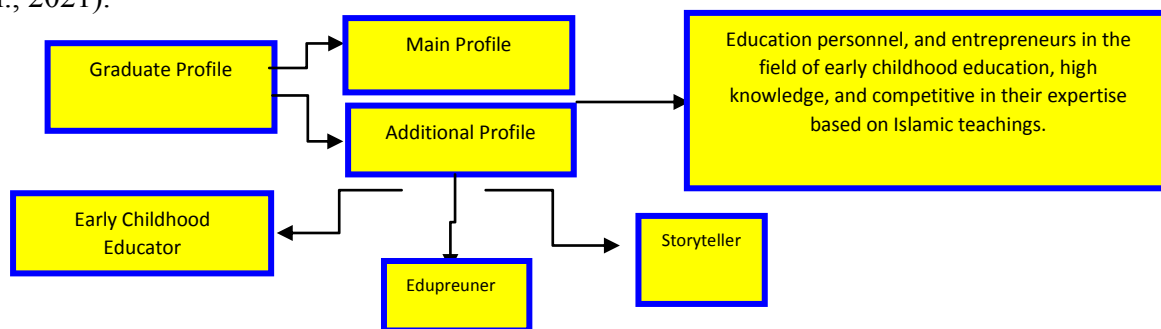 ., 2021).
Main Profile
Graduate Profile
Additional Profile
Education personnel, and entrepreneurs in the
field of early childhood education, high
knowledge, and competitive in their expertise
based on Islamic teachings.
Early Childhood
Educator
Edupreuner
Storyteller